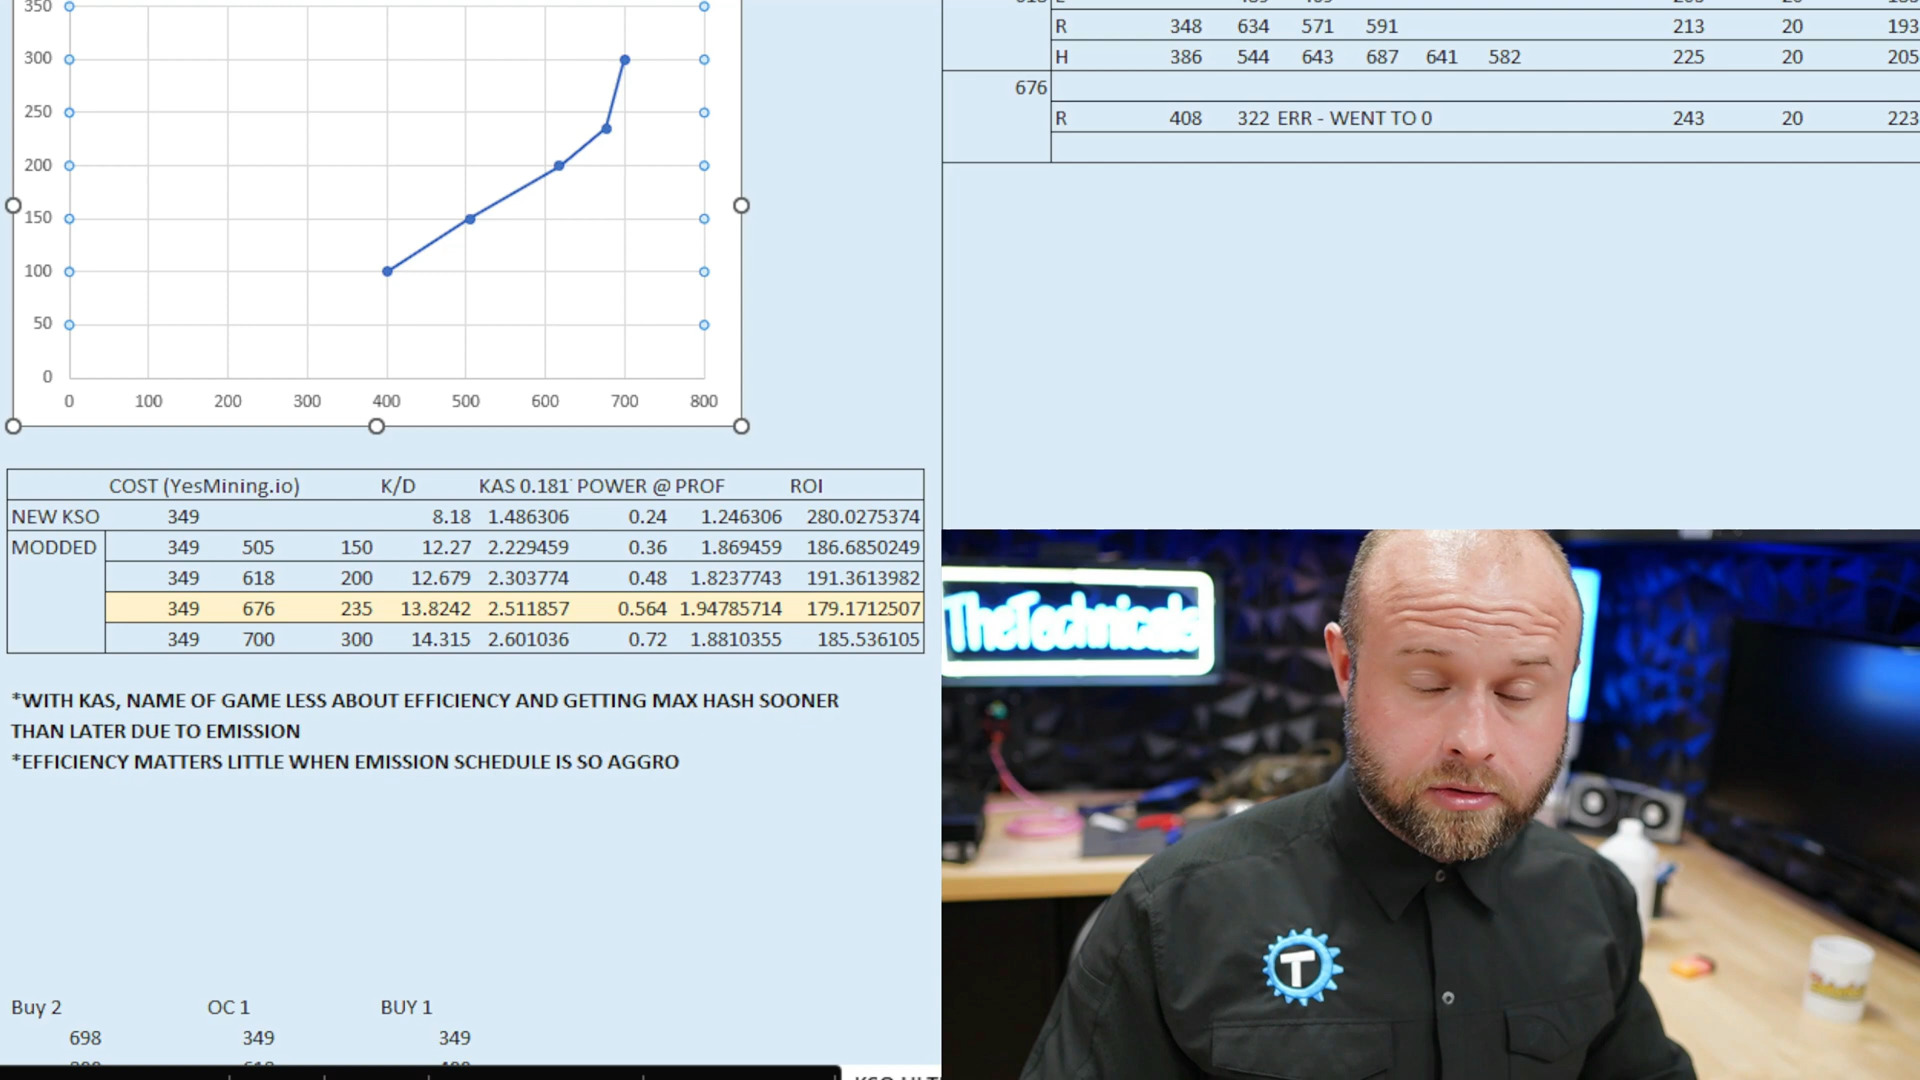 350
300
250
200
150
100
50
0
0 100 200 300 400 500 600 700 800
R 348 634 571 591 213 20 193
H 386 544 643 687 641 582 225 20 205
676
R 408 322 ERR - WENT TO 0 243 20 223
COST (YesMining.io) K/D KAS 0.181 POWER @ PROF ROI
NEW KSO 349 8.18 1.486306 0.24 1.246306 280.0275374
MODDED 349 505 150 12.27 2.229459 0.36 1.869459 186.6850249
349 618 200 12.679 2.303774 0.48 1.8237743 191.3613982
349 676 235 13.8242 2.511857 0.564 1.94785714 179.1712507
349 700 300 14.315 2.601036 0.72 1.8810355 185.536105
*WITH KAS, NAME OF GAME LESS ABOUT EFFICIENCY AND GETTING MAX HASH SOONER
THAN LATER DUE TO EMISSION
*EFFICIENCY MATTERS LITTLE WHEN EMISSION SCHEDULE IS SO AGGRO
Buy 2 OC 1 BUY 1
698 349 349
TheTechnicals
T